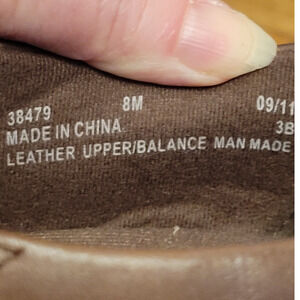 38479 8M 09/11
MADE IN CHINA 3B
LEATHER UPPER/BALANCE MAN MADE